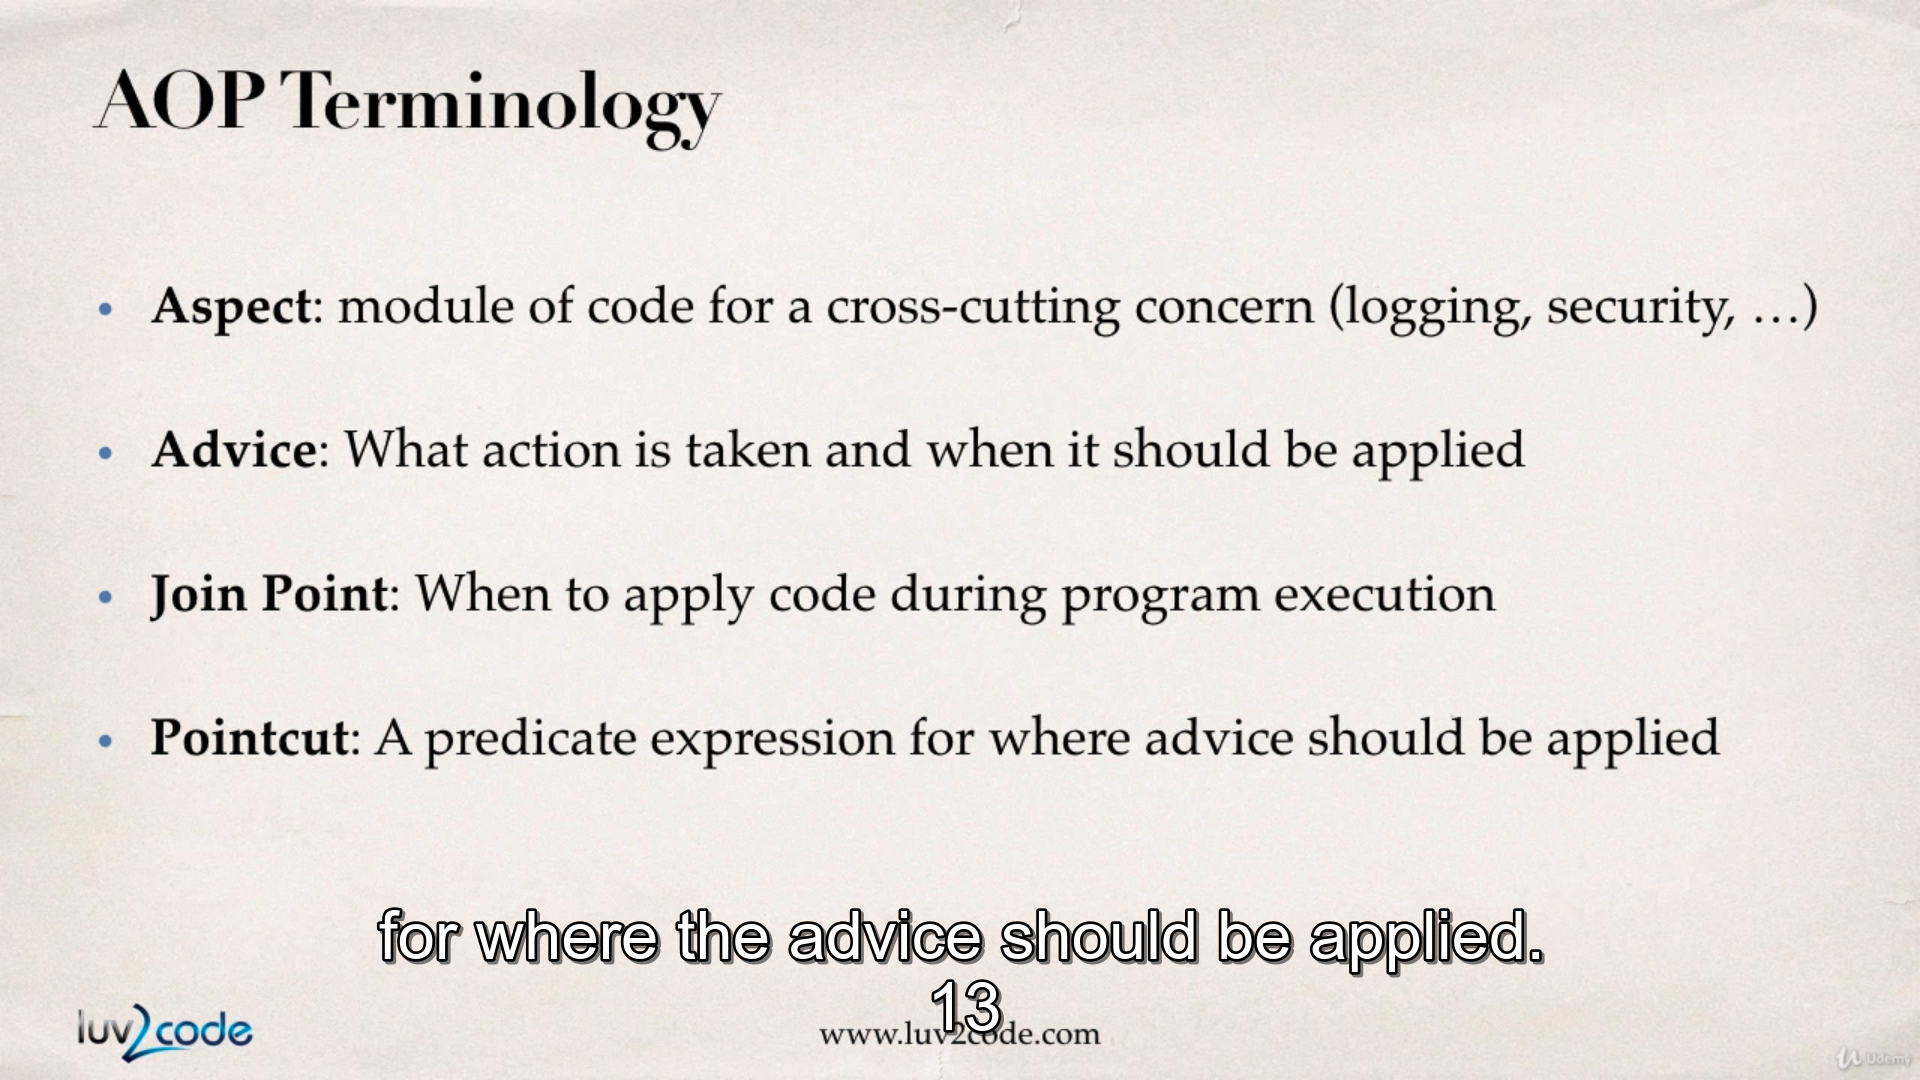 AOP Terminology
• Aspect: module of code for a cross-cutting concern (logging, security, …)
• Advice: What action is taken and when it should be applied
• Join Point: When to apply code during program execution
• Pointcut: A predicate expression for where advice should be applied
for where the advice should be applied.
13
luv2code
www.luv2code.com
Udemy